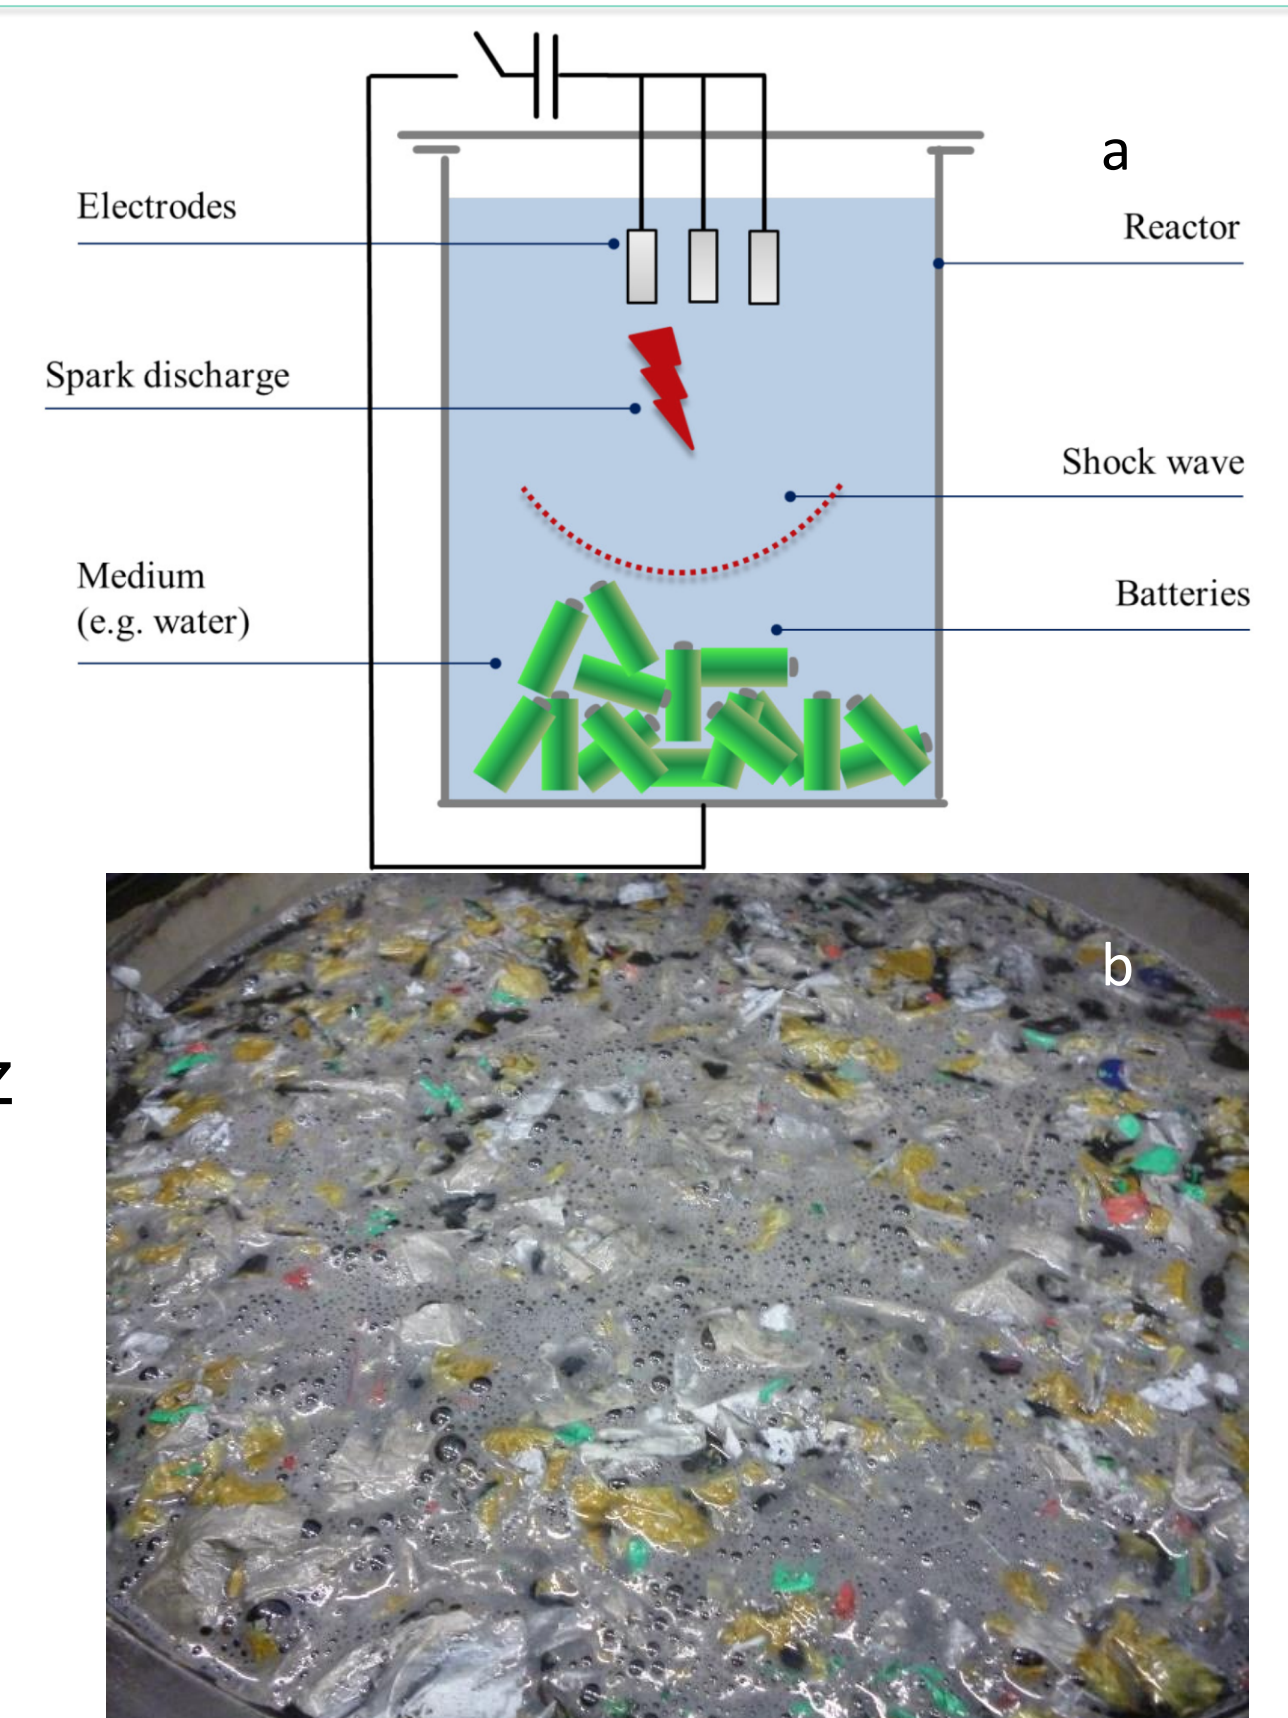 a
Electrodes
Reactor
Spark discharge
Shock wave
Medium
(e.g. water)
Batteries
b
z